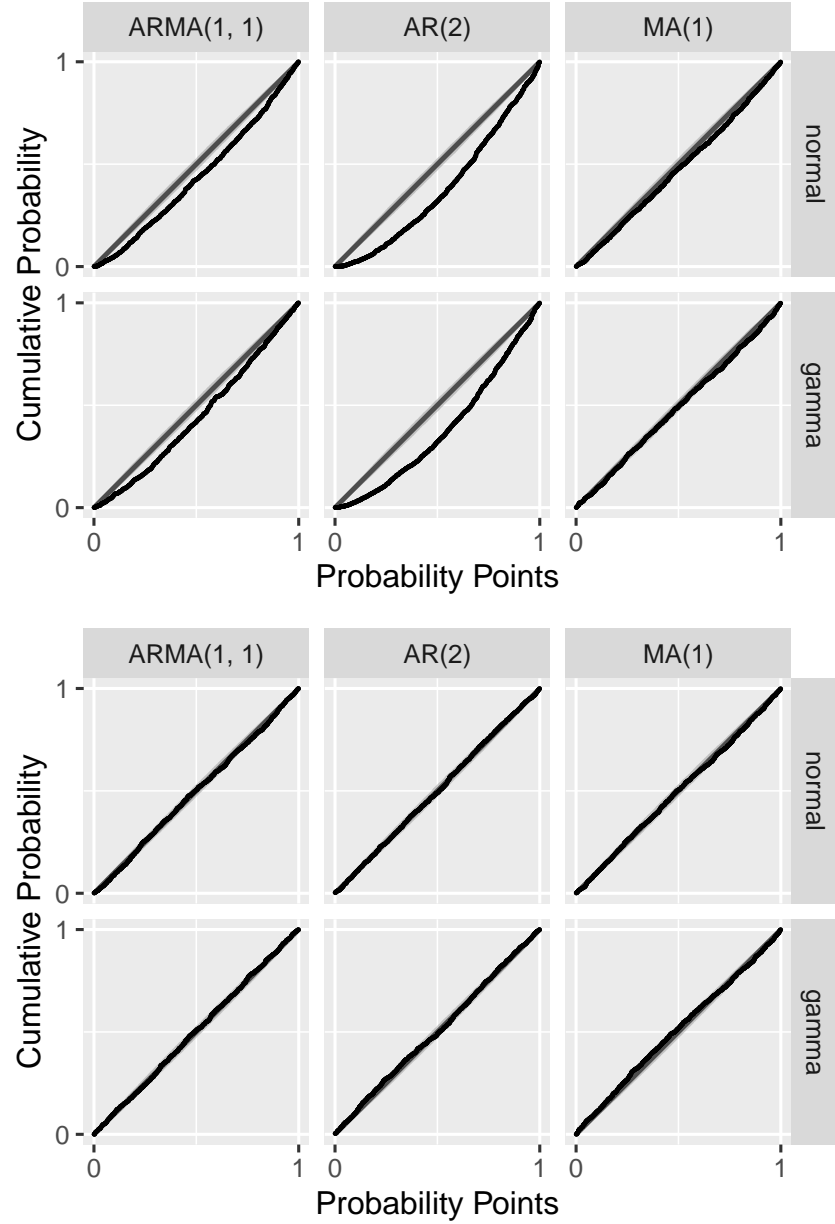 ARMA(1, 1) AR(2) MA(1)
1
normal
0
Cumulative Probability
1
gamma
0
0 1 0 1 0 1
Probability Points
ARMA(1, 1) AR(2) MA(1)
1
normal
0
Cumulative Probability
1
gamma
0
0 1 0 1 0 1
Probability Points